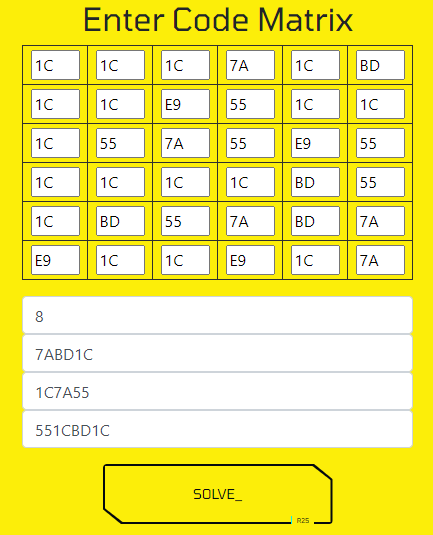 Enter Code Matrix
1C 1C 1C 7A 1C BD
1C 1C E9 55 1C 1C
1C 55 7A 55 E9 55
1C 1C 1C 1C BD 55
1C BD 55 7A BD 7A
E9 1C 1C E9 1C 7A
8
7ABD1C
1C7A55
551CBD1C
SOLVE_
R25